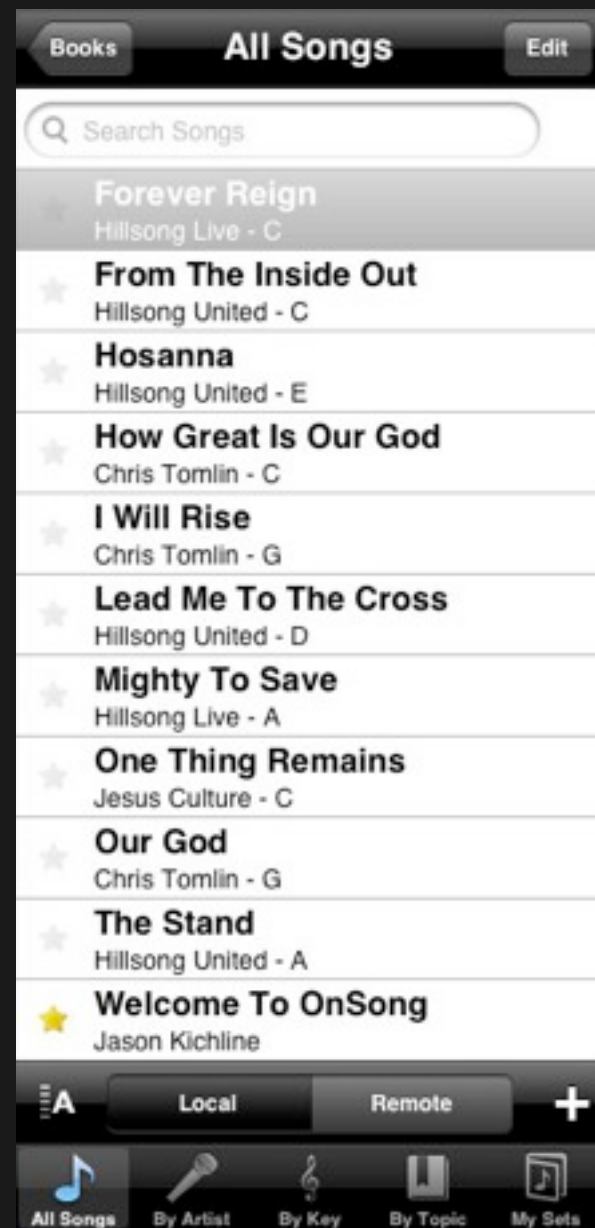 Books All Songs Edit
Search Songs
Forever Reign
Hillsong Live - C
From The Inside Out
Hillsong United - C
Hosanna
Hillsong United - E
How Great Is Our God
Chris Tomlin - C
I Will Rise
Chris Tomlin - G
Lead Me To The Cross
Hillsong United - D
Mighty To Save
Hillsong Live - A
One Thing Remains
Jesus Culture - C
Our God
Chris Tomlin - G
The Stand
Hillsong United - A
Welcome To OnSong
Jason Kichline
A Local Remote +
All Songs By Artist By Key By Topic My Sets